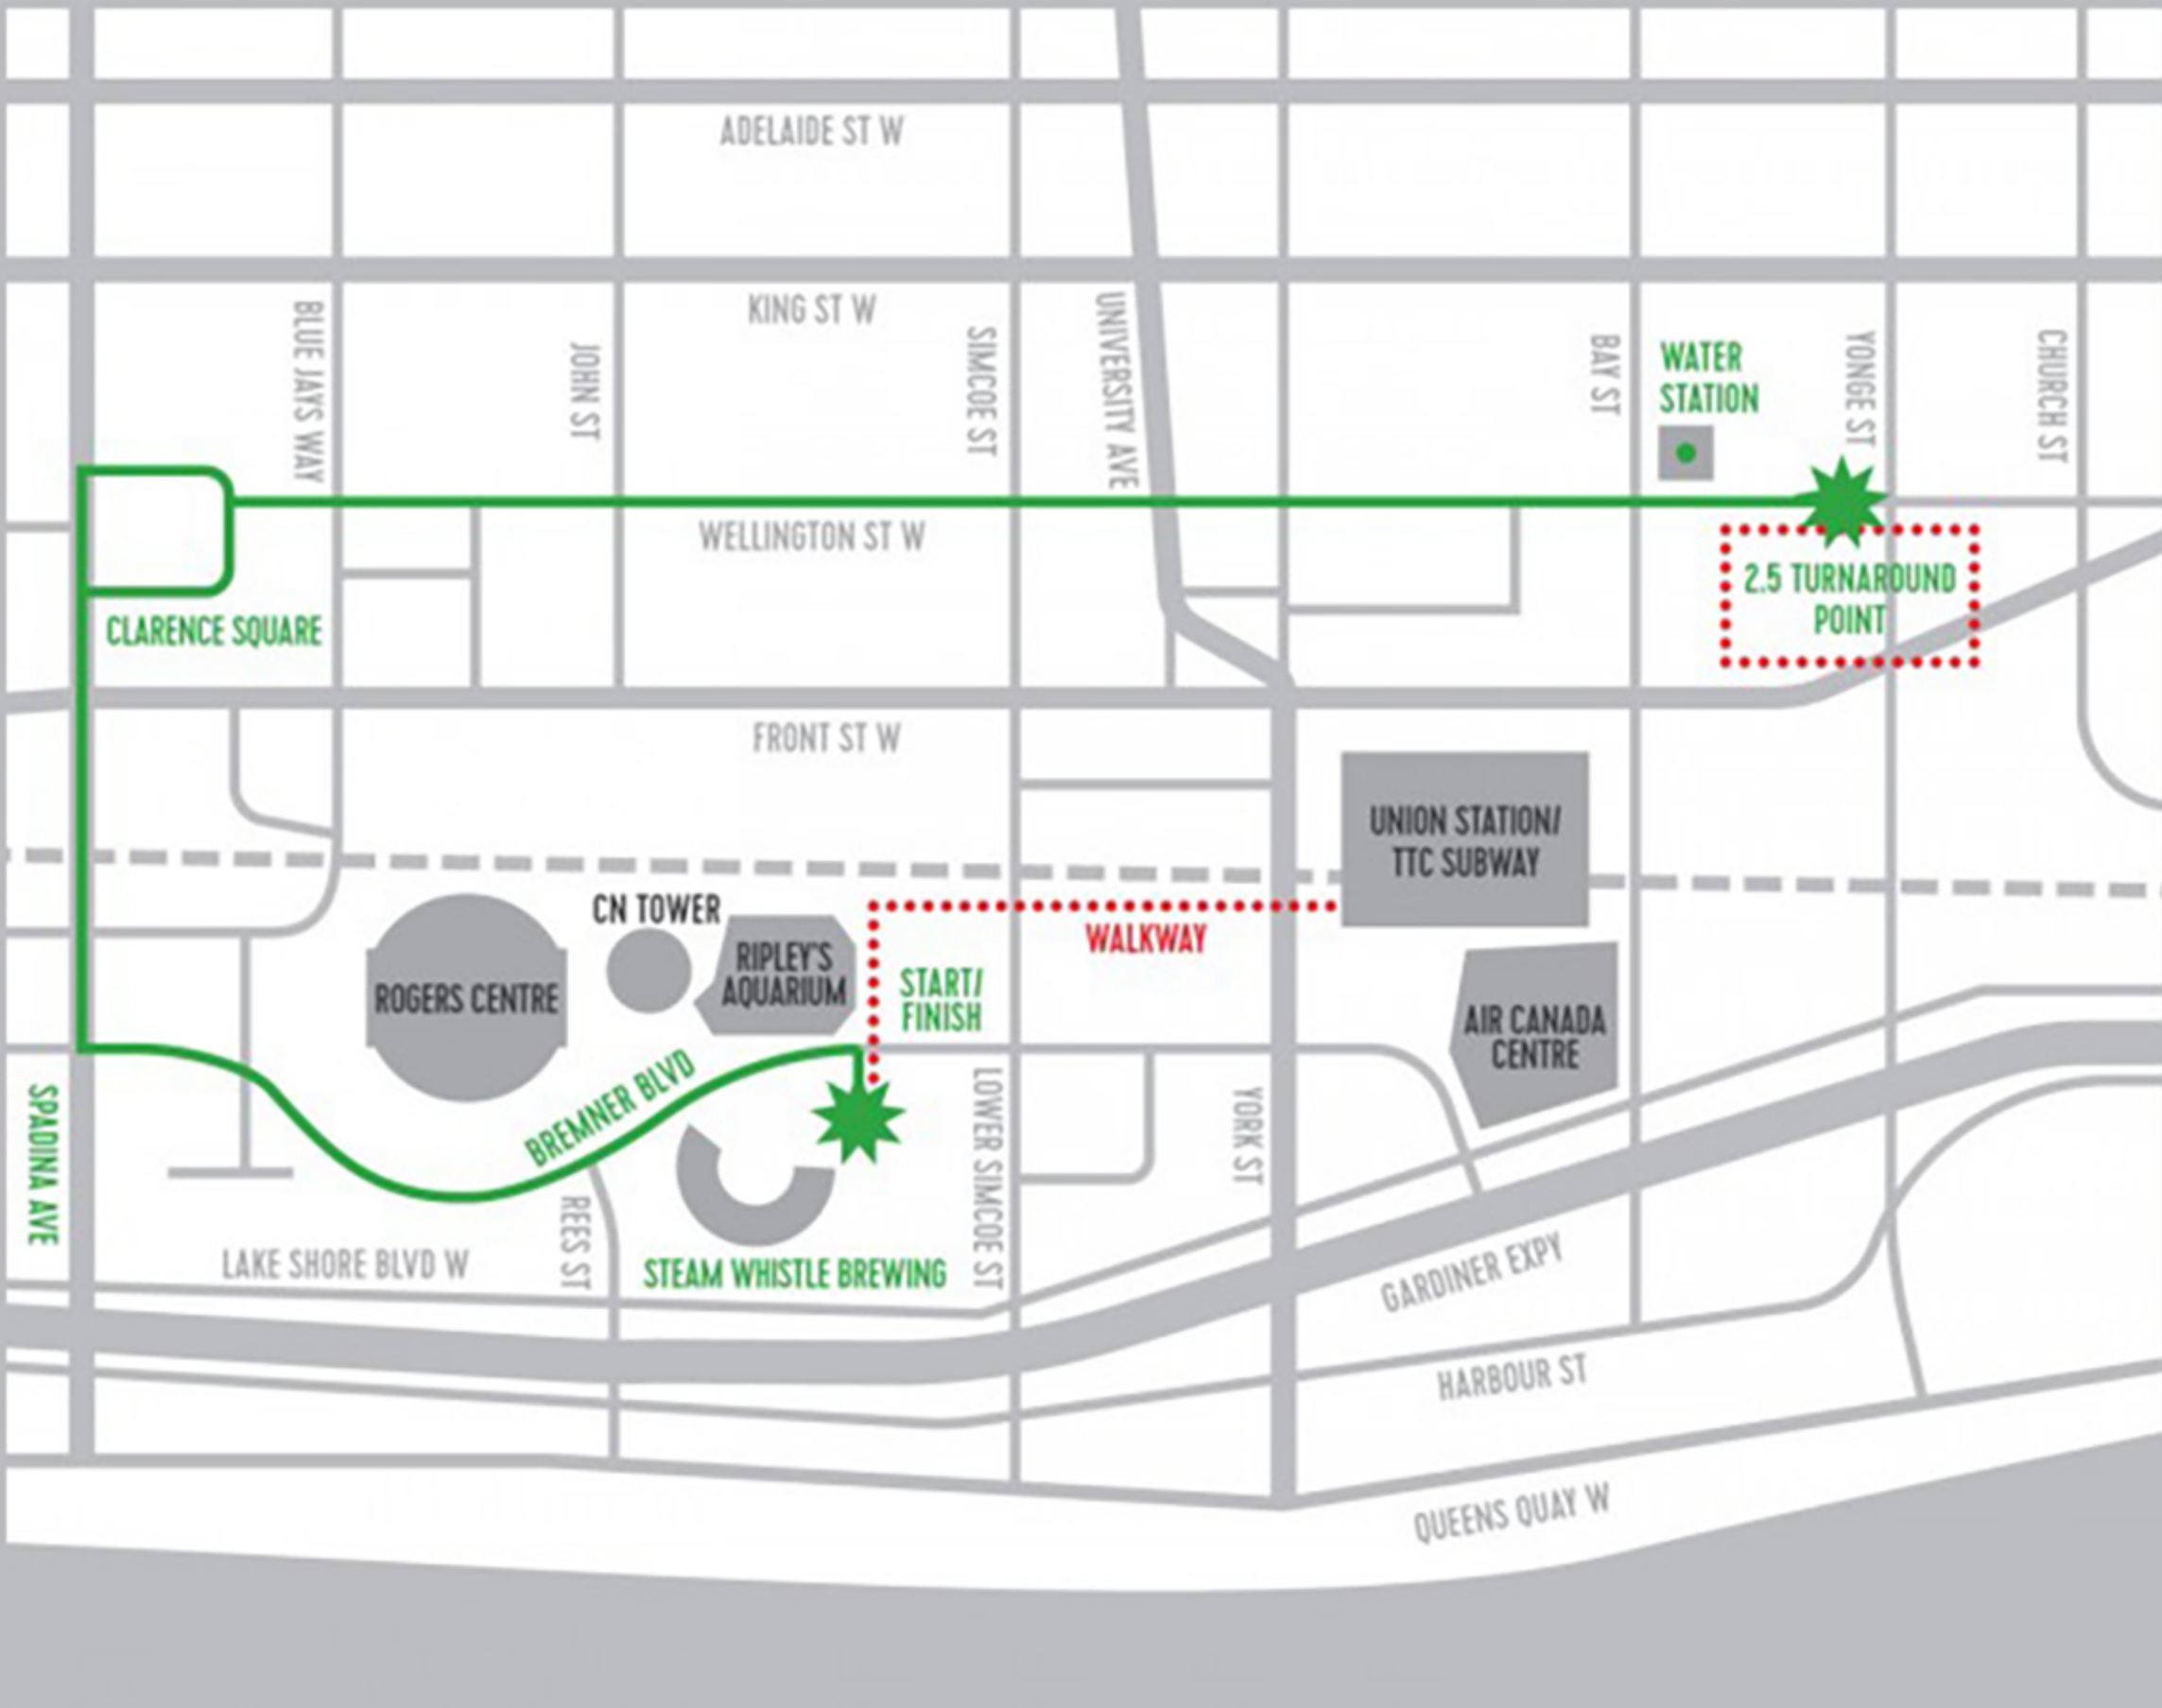 ADELAIDE ST W
KING ST W
BLUE JAYS WAY
JOHN ST
SIMCOE ST
UNIVERSITY AVE
BAY ST
WATER
STATION
YONGE ST
CHURCH ST
WELLINGTON ST W
2.5 TURNAROUND
POINT
CLARENCE SQUARE
FRONT ST W
UNION STATION/
TTC SUBWAY
CN TOWER
WALKWAY
RIPLEY'S
AQUARIUM
START/
FINISH
ROGERS CENTRE
AIR CANADA
CENTRE
BREMNER BLVD
SPADINA AVE
LOWER SIMCOE ST
YORK ST
REES ST
LAKE SHORE BLVD W
STEAM WHISTLE BREWING
GARDINER EXPY
HARBOUR ST
QUEENS QUAY W